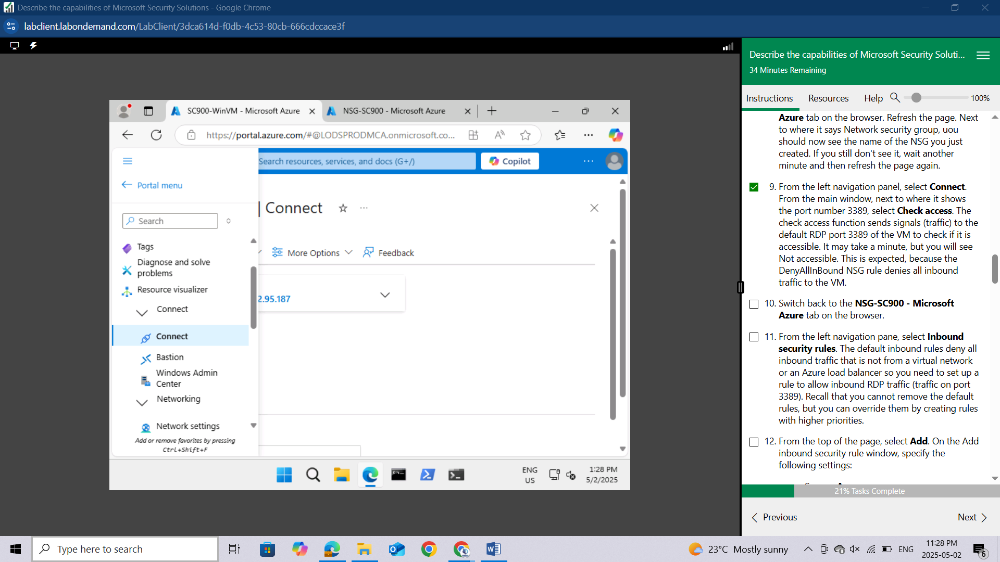 Describe the capabilities of Microsoft Security Solutions - Google Chrome
labclient.labondemand.com/LabClient/3dca614d-f0db-4c53-80cb-666cdccace3f
SC900-WinVM - Microsoft Azure
NSG-SC900 - Microsoft Azure
https://portal.azure.com/#@LODSPRODMCA.onmicrosoft.co...
Search resources, services, and docs (G+/)
Copilot
Portal menu
| Connect
Search
More Options
Feedback
Tags
Diagnose and solve
problems
Resource visualizer
2.95.187
Connect
Connect
Bastion
Windows Admin
Center
Networking
Network settings
Add or remove favorites by pressing
Ctrl+Shift+F
ENG
US
1:28 PM
5/2/2025
Describe the capabilities of Microsoft Security Soluti...
34 Minutes Remaining
Instructions
Resources
Help
100%
Azure tab on the browser. Refresh the page. Next
to where it says Network security group, uou
should now see the name of the NSG you just
created. If you still don't see it, wait another
minute and then refresh the page again.
9. From the left navigation panel, select Connect.
From the main window, next to where it shows
the port number 3389, select Check access. The
check access function sends signals (traffic) to the
default RDP port 3389 of the VM to check if it is
accessible. It may take a minute, but you will see
Not accessible. This is expected, because the
DenyAllInBound NSG rule denies all inbound
traffic to the VM.
10. Switch back to the NSG-SC900 - Microsoft
Azure tab on the browser.
11. From the left navigation pane, select Inbound
security rules. The default inbound rules deny all
inbound traffic that is not from a virtual network
or an Azure load balancer so you need to set up a
rule to allow inbound RDP traffic (traffic on port
3389). Recall that you cannot remove the default
rules, but you can override them by creating rules
with higher priorities.
12. From the top of the page, select Add. On the Add
inbound security rule window, specify the
following settings:
21% Tasks Complete
Previous
Next
Type here to search
23°C Mostly sunny
ENG
11:28 PM
2025-05-02
6